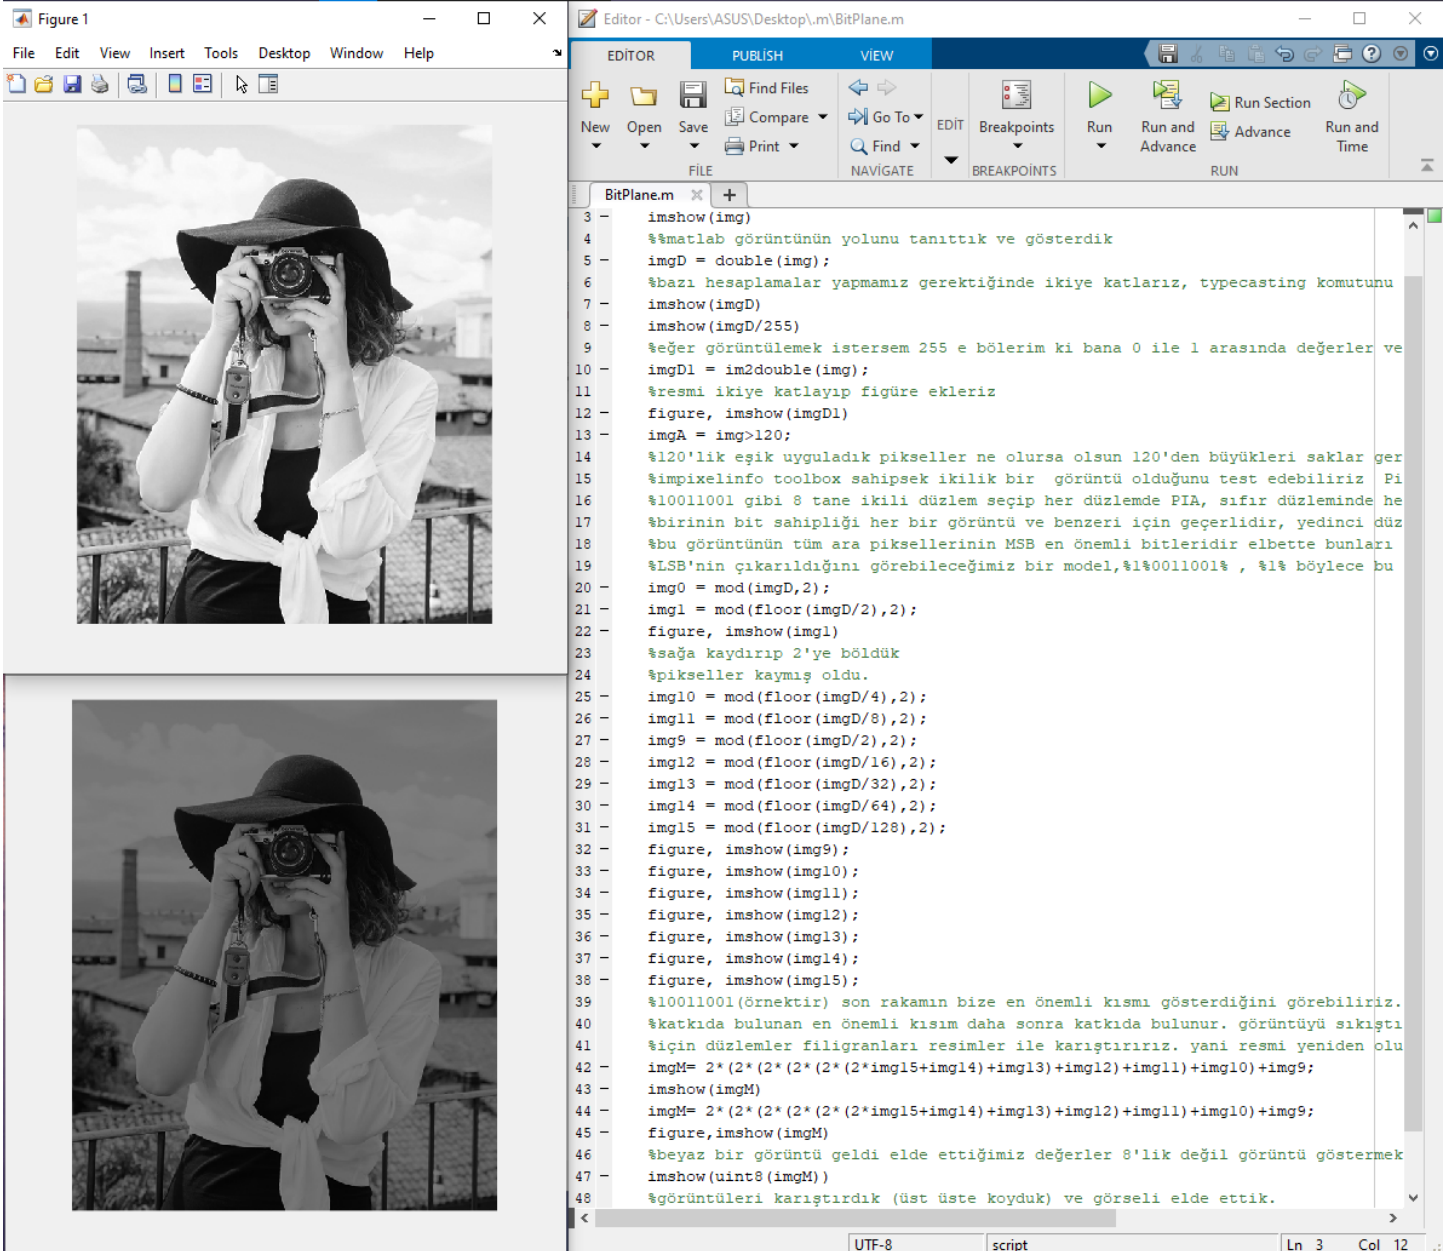 Figure 1
File Edit View Insert Tools Desktop Window Help
Editor - C:\Users\ASUS\Desktop\.m\BitPlane.m
EDİTOR PUBLİSH VİEW
New Open Save
Find Files
Compare
Print
FİLE
Go To
Find
NAVİGATE
EDİT
Breakpoints
BREAKPOİNTS
Run
Run and Advance
Run Section
Advance
Run and Time
RUN
BitPlane.m
3 imshow(img)
4 %%matlab görüntünün yolunu tanıttık ve gösterdik
5 imgD = double(img);
6 %bazı hesaplamalar yapmamız gerektiğinde ikiye katlarız, typecasting komutunu
7 imshow(imgD)
8 imshow(imgD/255)
9 %eğer görüntülemek istersem 255 e bölerim ki bana 0 ile 1 arasında değerler ve
10 imgD1 = im2double(img);
11 %resmi ikiye katlayıp figüre ekleriz
12 figure, imshow(imgD1)
13 imgA = img>120;
14 %120'lik eşik uyguladık pikseller ne olursa olsun 120'den büyükleri saklar ger
15 %impixelinfo toolbox sahipsek ikilik bir  görüntü olduğunu test edebiliriz  Pi
16 %10011001 gibi 8 tane ikili düzlem seçip her düzlemde PIA, sıfır düzleminde he
17 %birinin bit sahipliği her bir görüntü ve benzeri için geçerlidir, yedinci düz
18 %bu görüntünün tüm ara piksellerinin MSB en önemli bitleridir elbette bunları
19 %LSB'nin çıkarıldığını görebileceğimiz bir model,%1%0011001% , %1% böylece bu
20 img0 = mod(imgD,2);
21 img1 = mod(floor(imgD/2),2);
22 figure, imshow(img1)
23 %sağa kaydırıp 2'ye böldük
24 %pikseller kaymış oldu.
25 img10 = mod(floor(imgD/4),2);
26 img11 = mod(floor(imgD/8),2);
27 img9 = mod(floor(imgD/2),2);
28 img12 = mod(floor(imgD/16),2);
29 img13 = mod(floor(imgD/32),2);
30 img14 = mod(floor(imgD/64),2);
31 img15 = mod(floor(imgD/128),2);
32 figure, imshow(img9);
33 figure, imshow(img10);
34 figure, imshow(img11);
35 figure, imshow(img12);
36 figure, imshow(img13);
37 figure, imshow(img14);
38 figure, imshow(img15);
39 %10011001(örnektir) son rakamın bize en önemli kısmı gösterdiğini görebiliriz.
40 %katkıda bulunan en önemli kısım daha sonra katkıda bulunur. görüntüyü sıkıştı
41 %için düzlemler filigranları resimler ile karıştırırız. yani resmi yeniden olu
42 imgM= 2*(2*(2*(2*(2*(2*img15+img14)+img13)+img12)+img11)+img10)+img9;
43 imshow(imgM)
44 imgM= 2*(2*(2*(2*(2*(2*img15+img14)+img13)+img12)+img11)+img10)+img9;
45 figure,imshow(imgM)
46 %beyaz bir görüntü geldi elde ettiğimiz değerler 8'lik değil görüntü göstermek
47 imshow(uint8(imgM))
48 %görüntüleri karıştırdık (üst üste koyduk) ve görseli elde ettik.
UTF-8 script Ln 3 Col 12